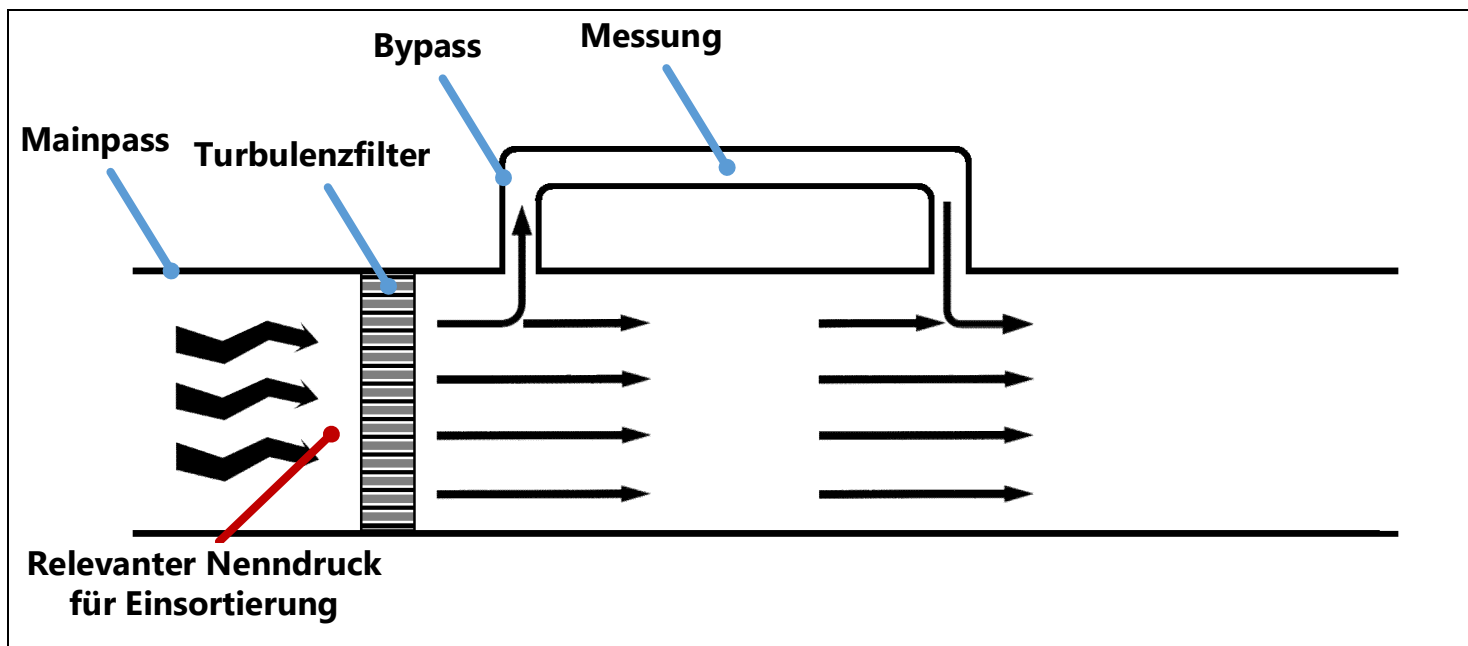 Messung
Bypass
Mainpass
Turbulenzfilter
Relevanter Nenndruck
für Einsortierung